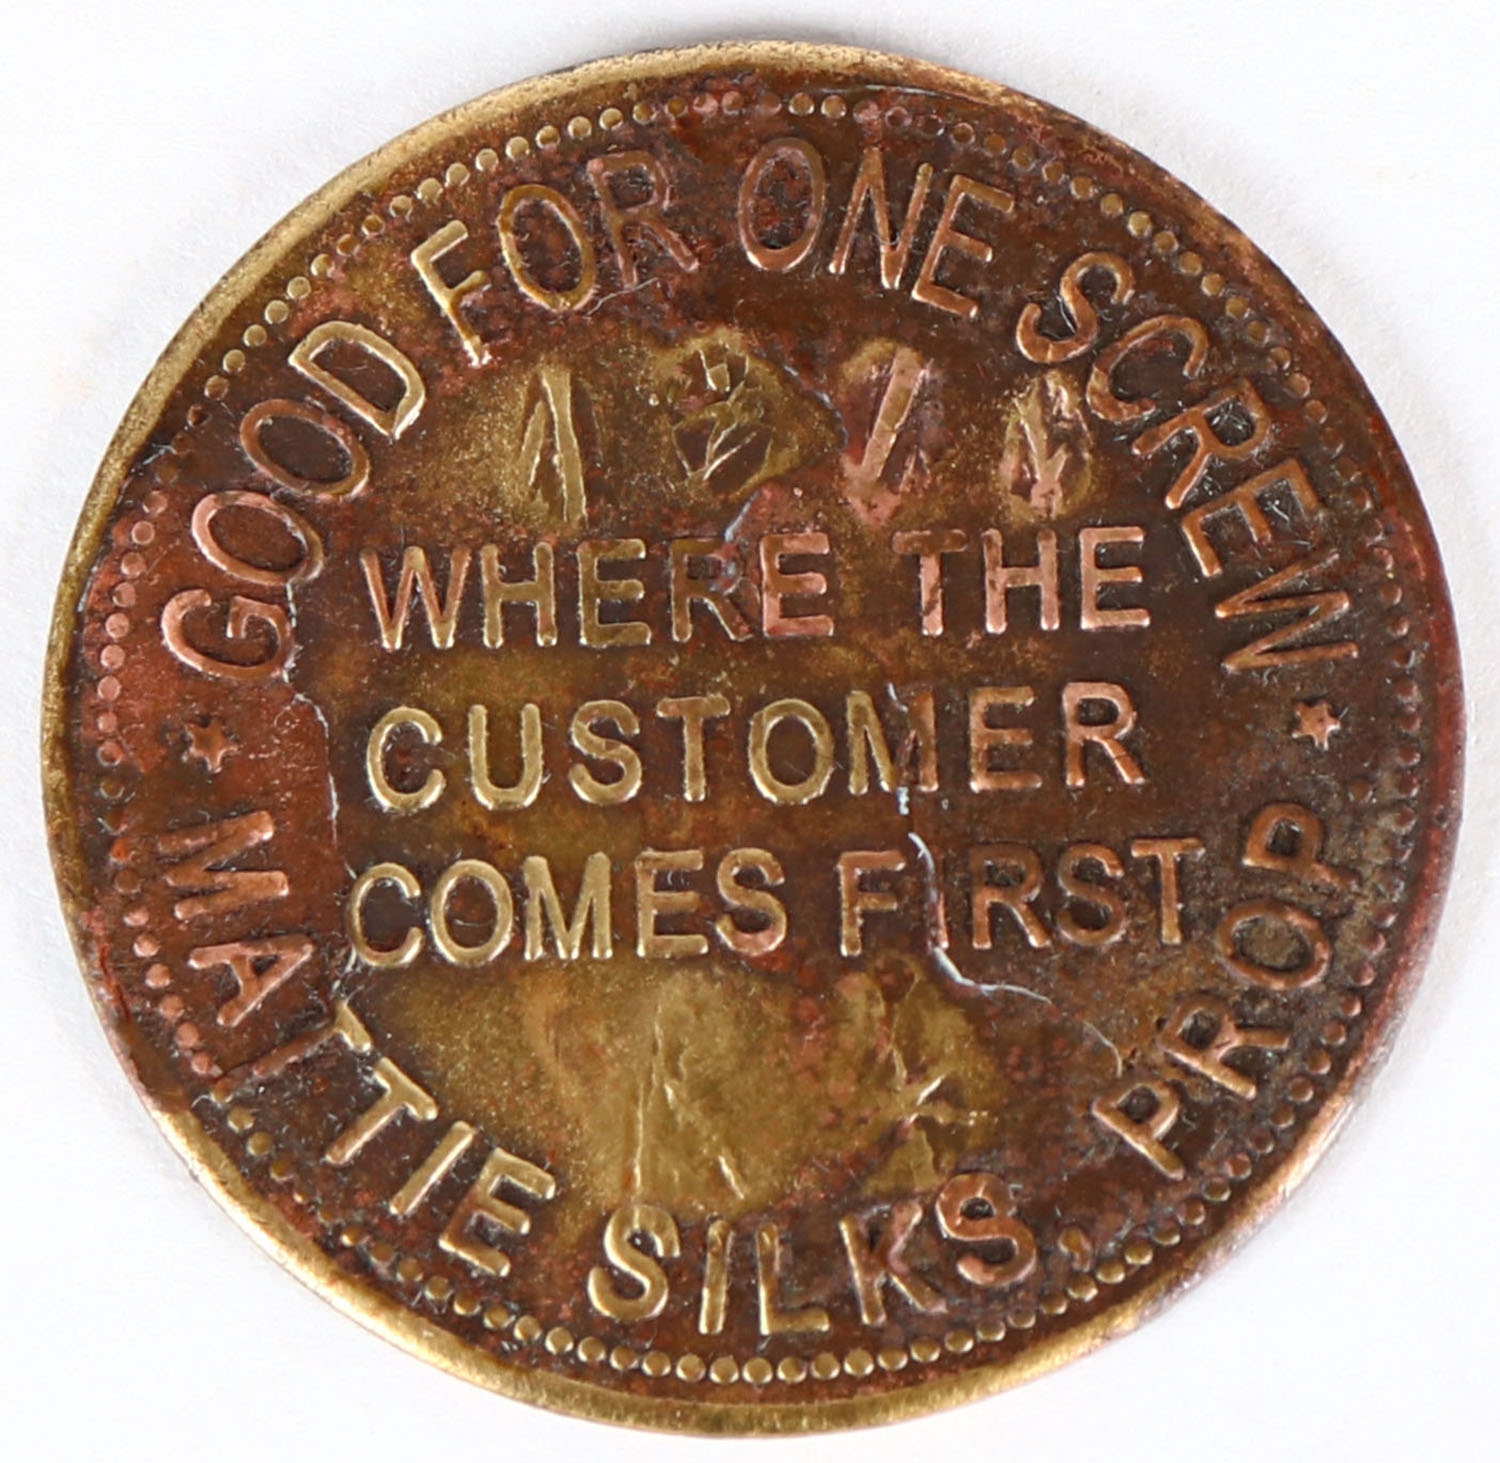 GOOD FOR ONE SCREW
WHERE THE
CUSTOMER
COMES FIRST
MATTIE SILKS, PROP